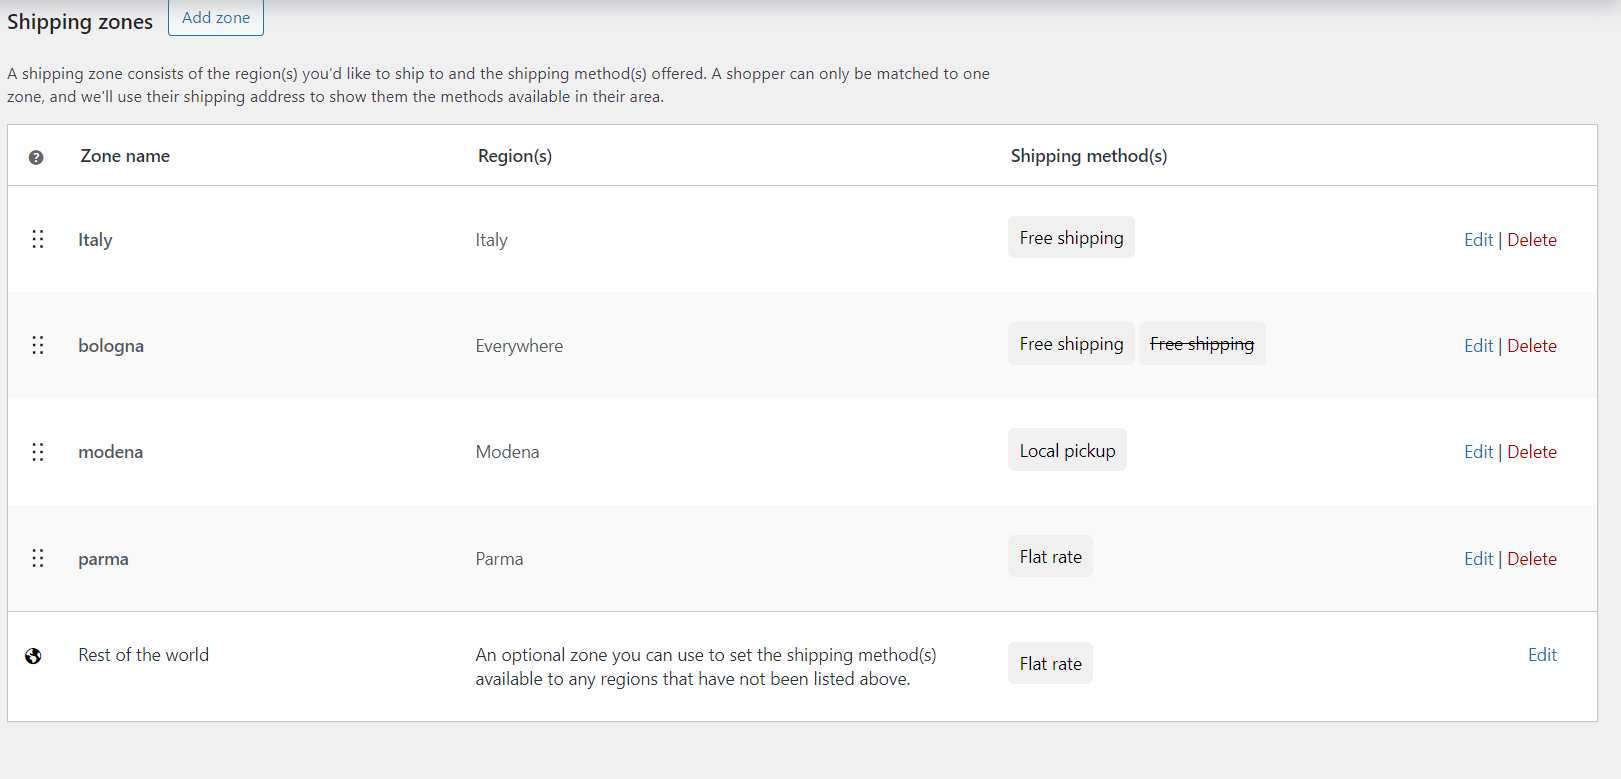 Shipping zones Add zone
A shipping zone consists of the region(s) you'd like to ship to and the shipping method(s) offered. A shopper can only be matched to one
zone, and we'll use their shipping address to show them the methods available in their area.
? Zone name Region(s) Shipping method(s)
Italy Italy Free shipping Edit | Delete
bologna Everywhere Free shipping Free shipping Edit | Delete
modena Modena Local pickup Edit | Delete
parma Parma Flat rate Edit | Delete
Rest of the world An optional zone you can use to set the shipping method(s) Flat rate Edit
available to any regions that have not been listed above.